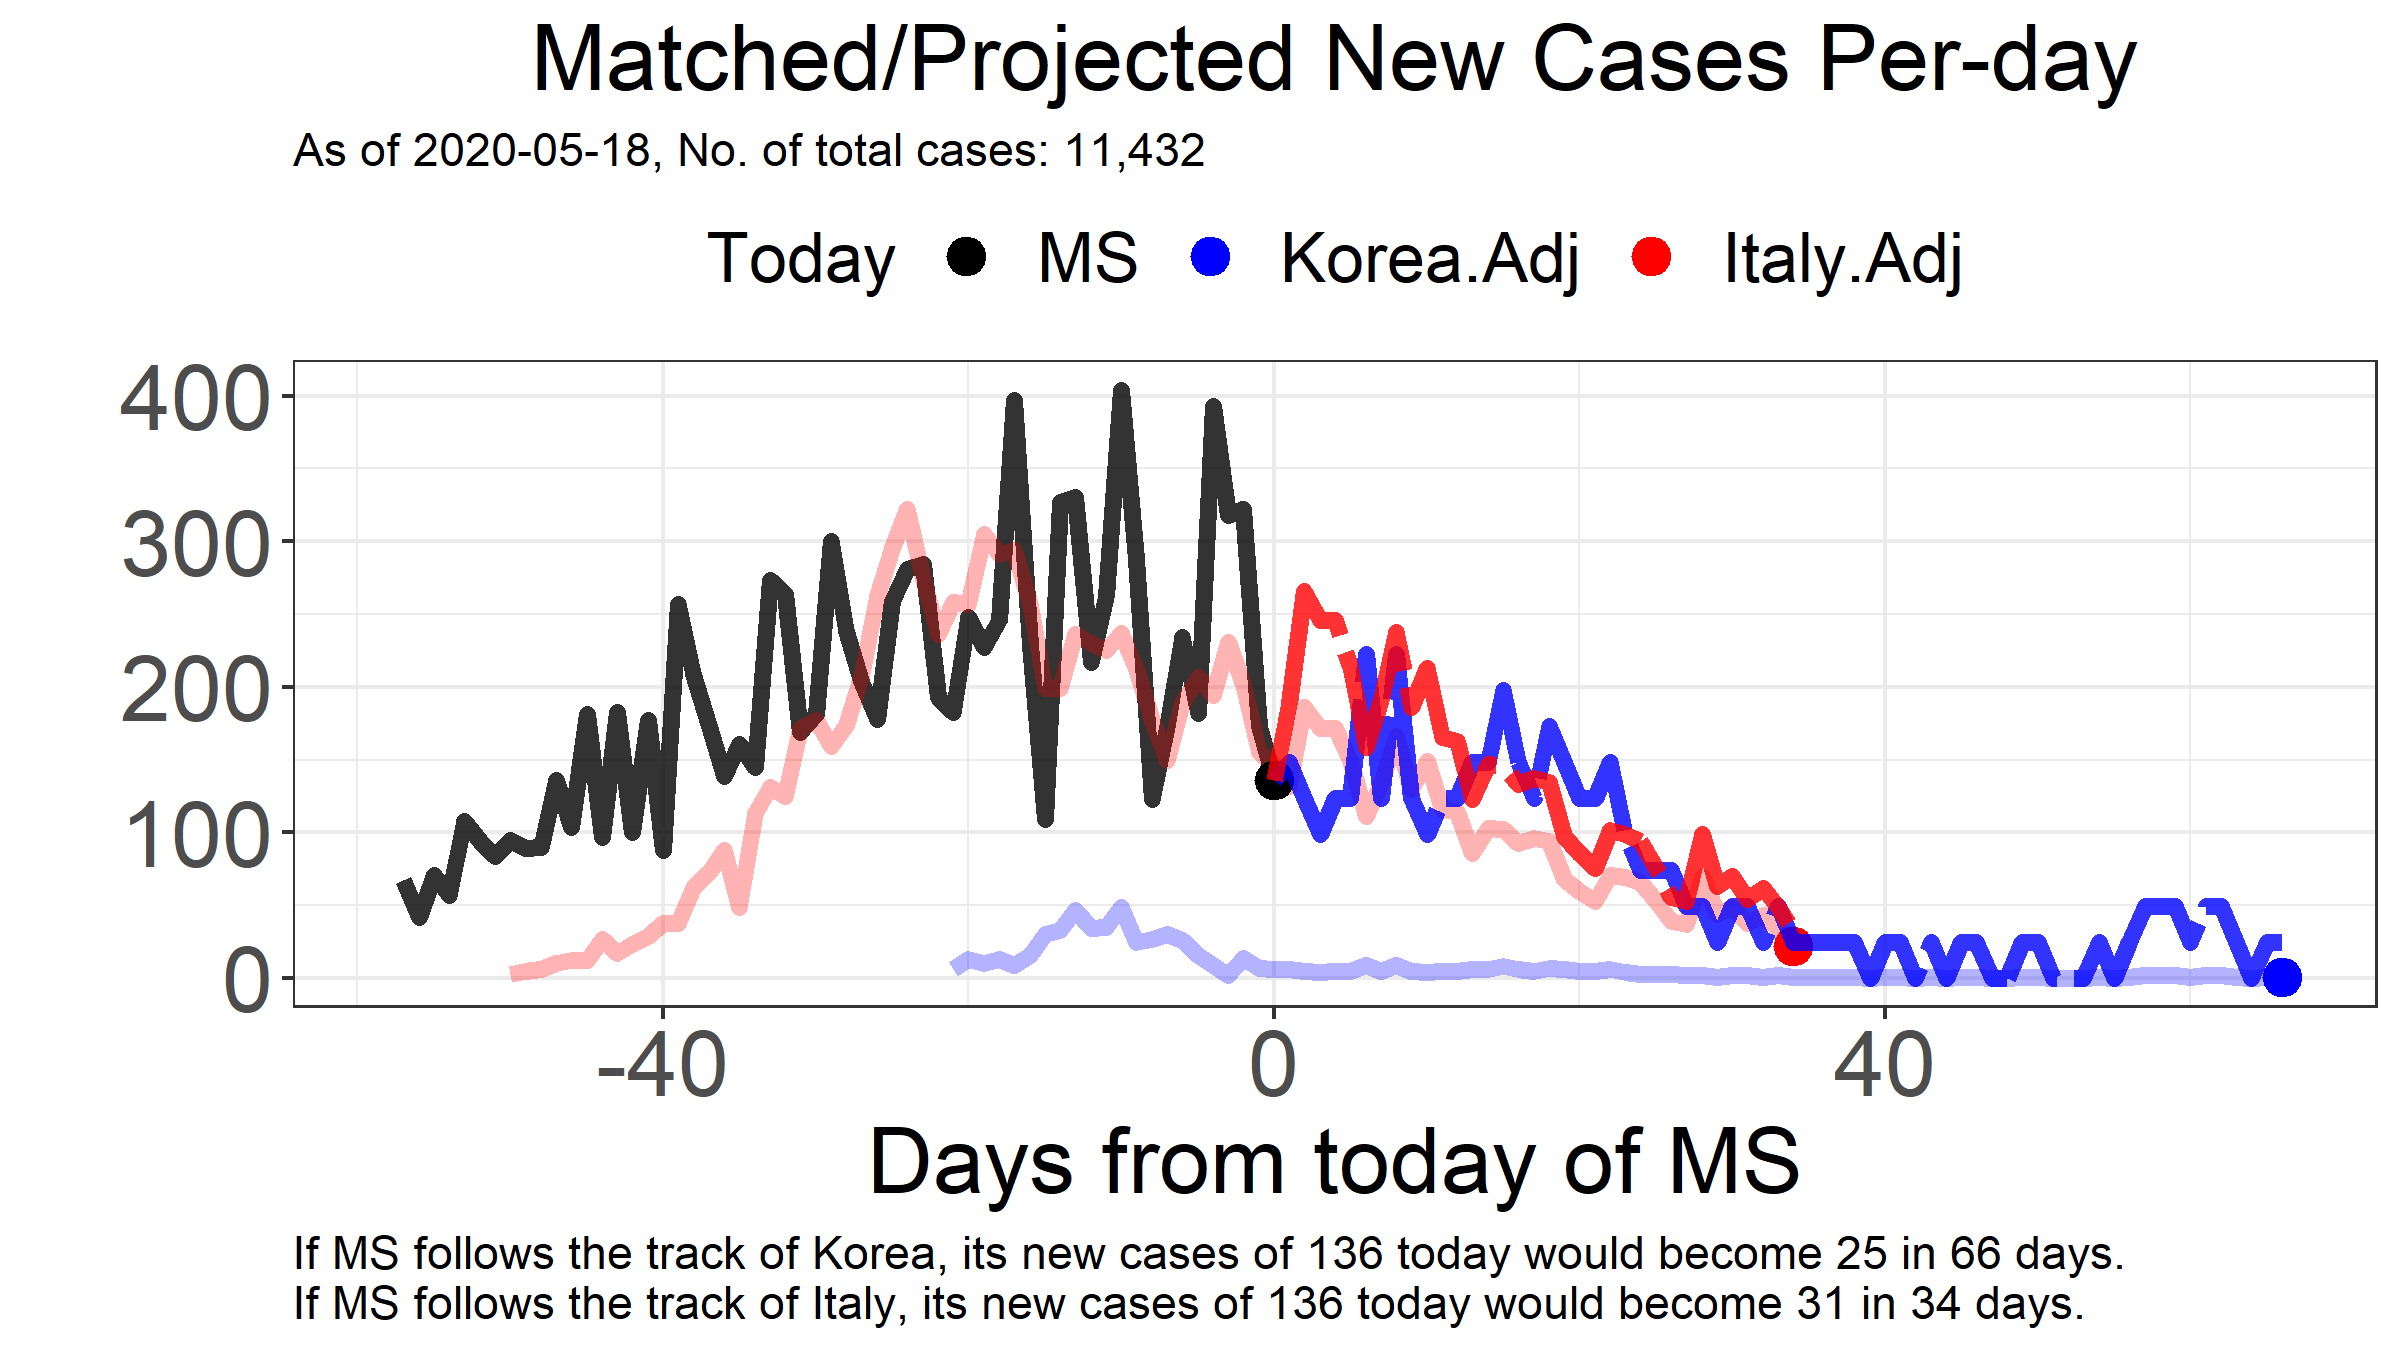 Matched/Projected New Cases Per-day
As of 2020-05-18, No. of total cases: 11,432
Today MS Korea.Adj Italy.Adj
400
300
200
100
0
-40 0 40
Days from today of MS
If MS follows the track of Korea, its new cases of 136 today would become 25 in 66 days.
If MS follows the track of Italy, its new cases of 136 today would become 31 in 34 days.